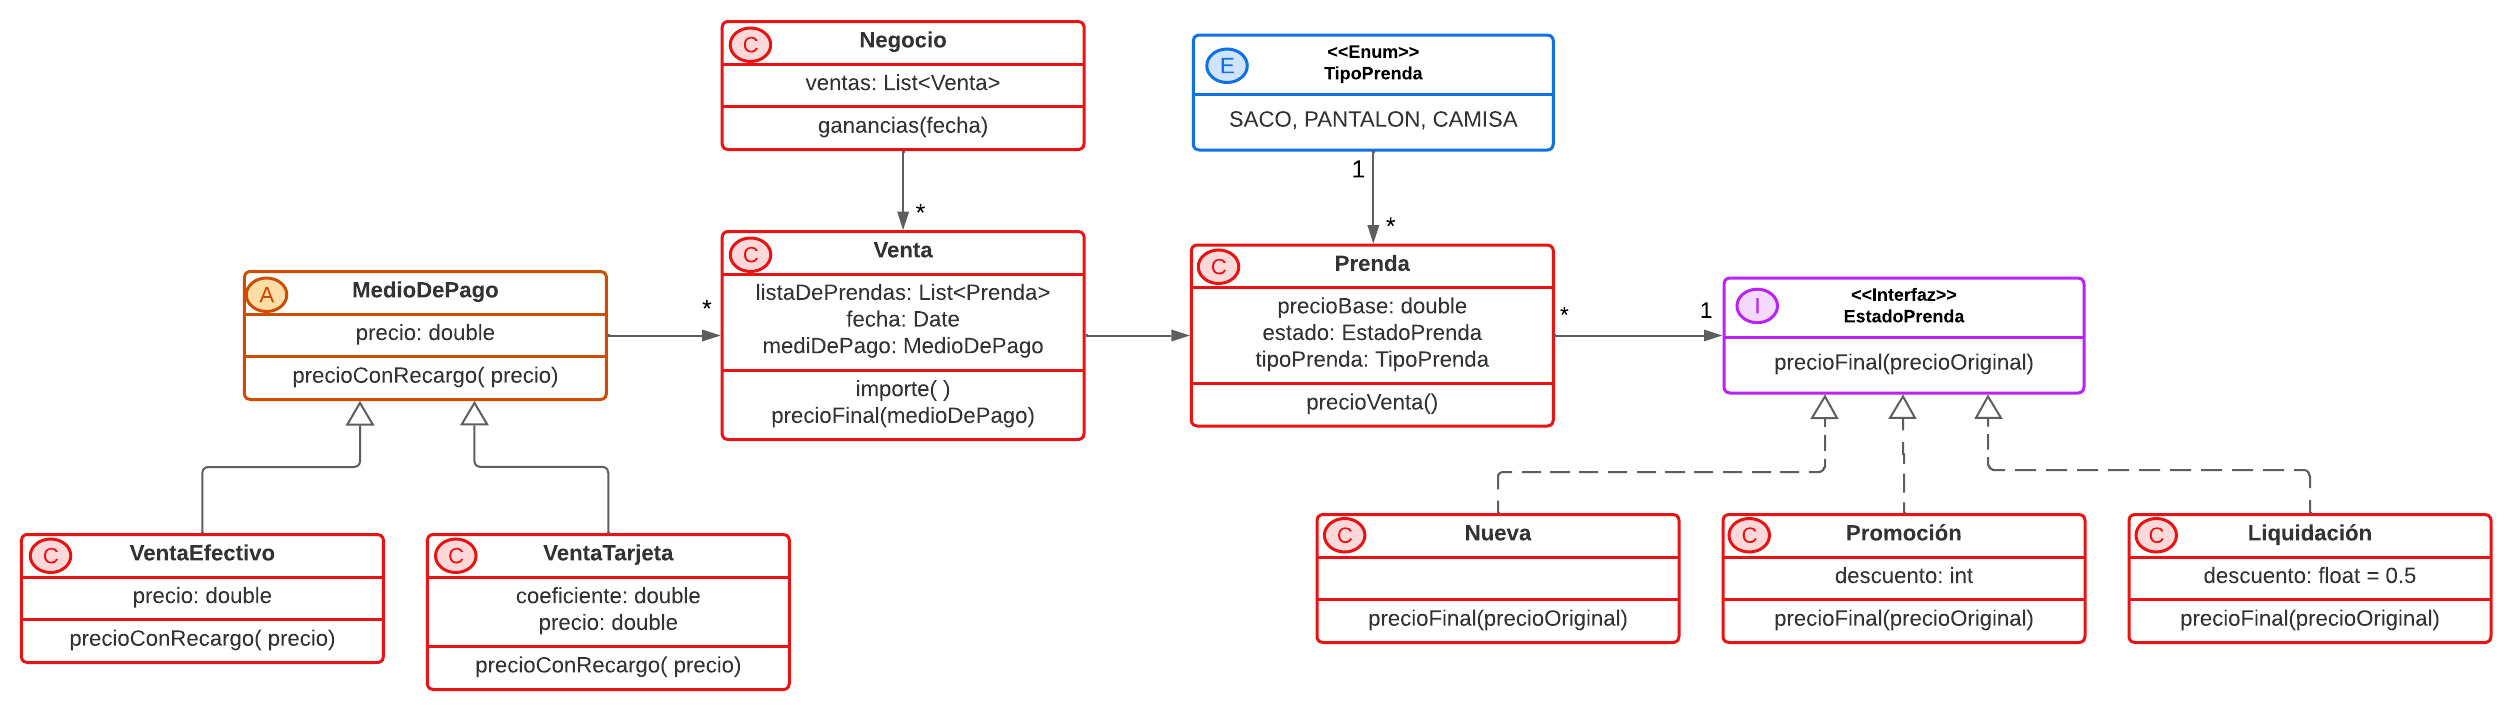 C
Negocio
ventas: List<Venta>
ganancias(fecha)
E
<<Enum>>
TipoPrenda
SACO, PANTALON, CAMISA
*
1
*
C
Venta
listaDePrendas: List<Prenda>
fecha: Date
mediDePago: MedioDePago
importe( )
precioFinal(medioDePago)
A
MedioDePago
precio: double
precioConRecargo( precio)
*
C
Prenda
precioBase: double
estado: EstadoPrenda
tipoPrenda: TipoPrenda
precioVenta()
*
1
I
<<Interfaz>>
EstadoPrenda
precioFinal(precioOriginal)
C
VentaEfectivo
precio: double
precioConRecargo( precio)
C
VentaTarjeta
coeficiente: double
precio: double
precioConRecargo( precio)
C
Nueva
precioFinal(precioOriginal)
C
Promoción
descuento: int
precioFinal(precioOriginal)
C
Liquidación
descuento: float = 0.5
precioFinal(precioOriginal)